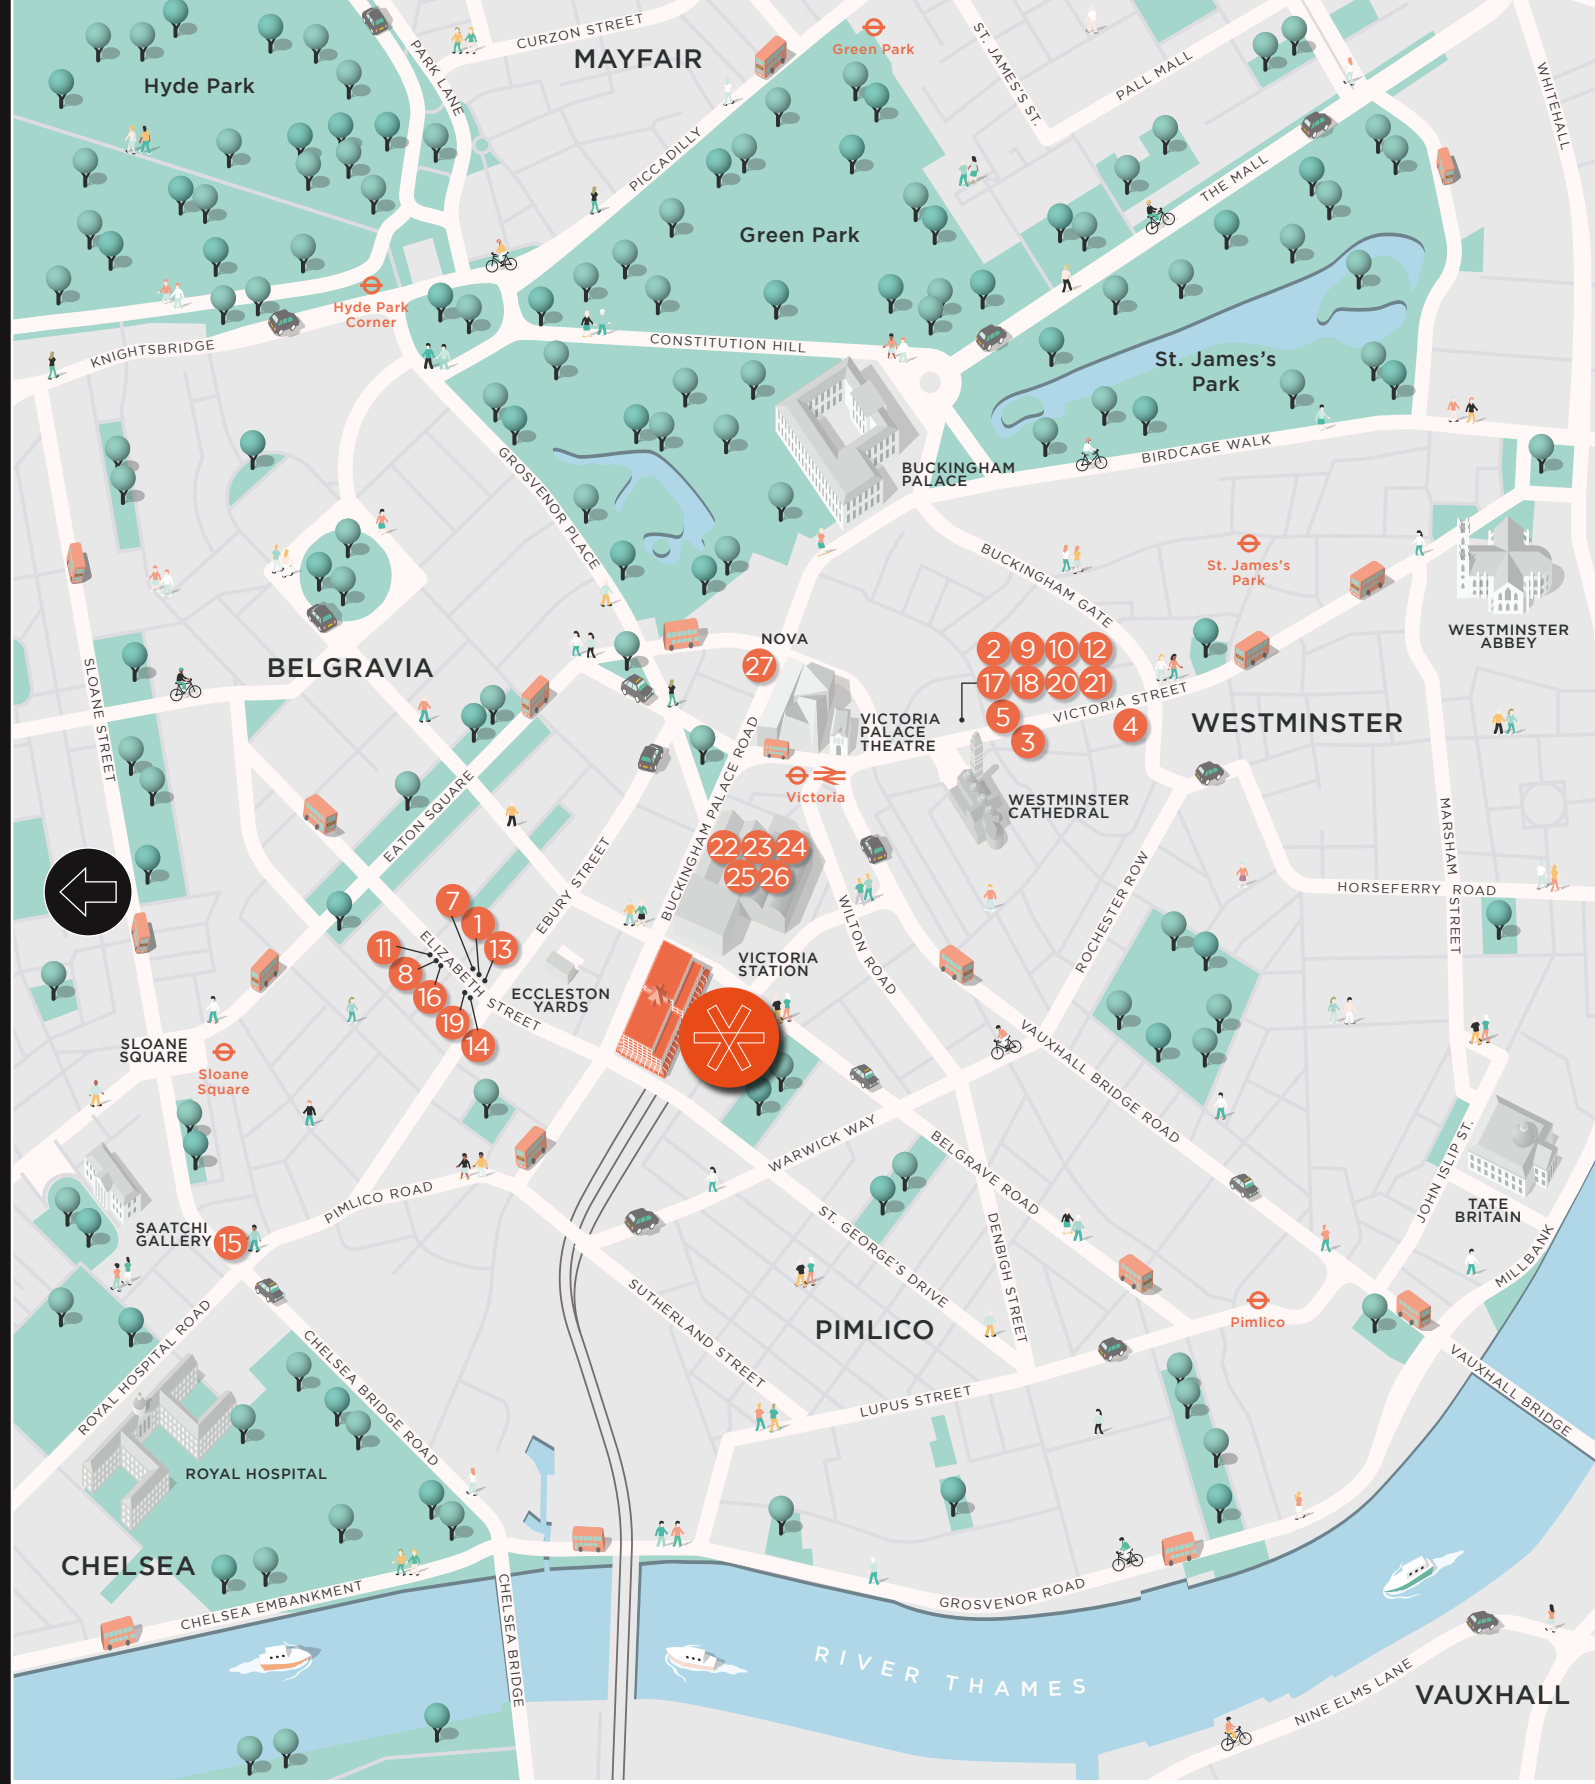 CURZON STREET
MAYFAIR
Green Park
ST. JAMES'S ST.
PALL MALL
WHITEHALL
Hyde Park
PARK LANE
PICCADILLY
THE MALL
Green Park
Hyde Park
Corner
KNIGHTSBRIDGE
CONSTITUTION HILL
St. James's
Park
BUCKINGHAM
PALACE
BIRDCAGE WALK
GROSVENOR PLACE
BUCKINGHAM GATE
St. James's
Park
WESTMINSTER
ABBEY
NOVA
27
2 9 10 12
17 18 20 21
5
3
4
VICTORIA STREET
WESTMINSTER
BELGRAVIA
SLOANE STREET
VICTORIA
PALACE
THEATRE
Victoria
BUCKINGHAM PALACE ROAD
WESTMINSTER
CATHEDRAL
EATON SQUARE
EBURY STREET
22 23 24
25 26
WILTON ROAD
ROCHESTER ROW
MARSHAM STREET
HORSEFERRY ROAD
7
1
13
11
8
16
19
14
ELIZABETH STREET
ECCLESTON
YARDS
VICTORIA
STATION
SLOANE
SQUARE
Sloane
Square
VAUXHALL BRIDGE ROAD
WARWICK WAY
BELGRAVE ROAD
JOHN ISLIP ST.
TATE
BRITAIN
MILLBANK
PIMLICO ROAD
SAATCHI
GALLERY
15
ST. GEORGE'S DRIVE
DENBIGH STREET
SUTHERLAND STREET
PIMLICO
Pimlico
ROYAL HOSPITAL ROAD
CHELSEA BRIDGE ROAD
LUPUS STREET
VAUXHALL BRIDGE
ROYAL HOSPITAL
CHELSEA
CHELSEA EMBANKMENT
CHELSEA BRIDGE
GROSVENOR ROAD
RIVER THAMES
NINE ELMS LANE
VAUXHALL
St. James's
Park